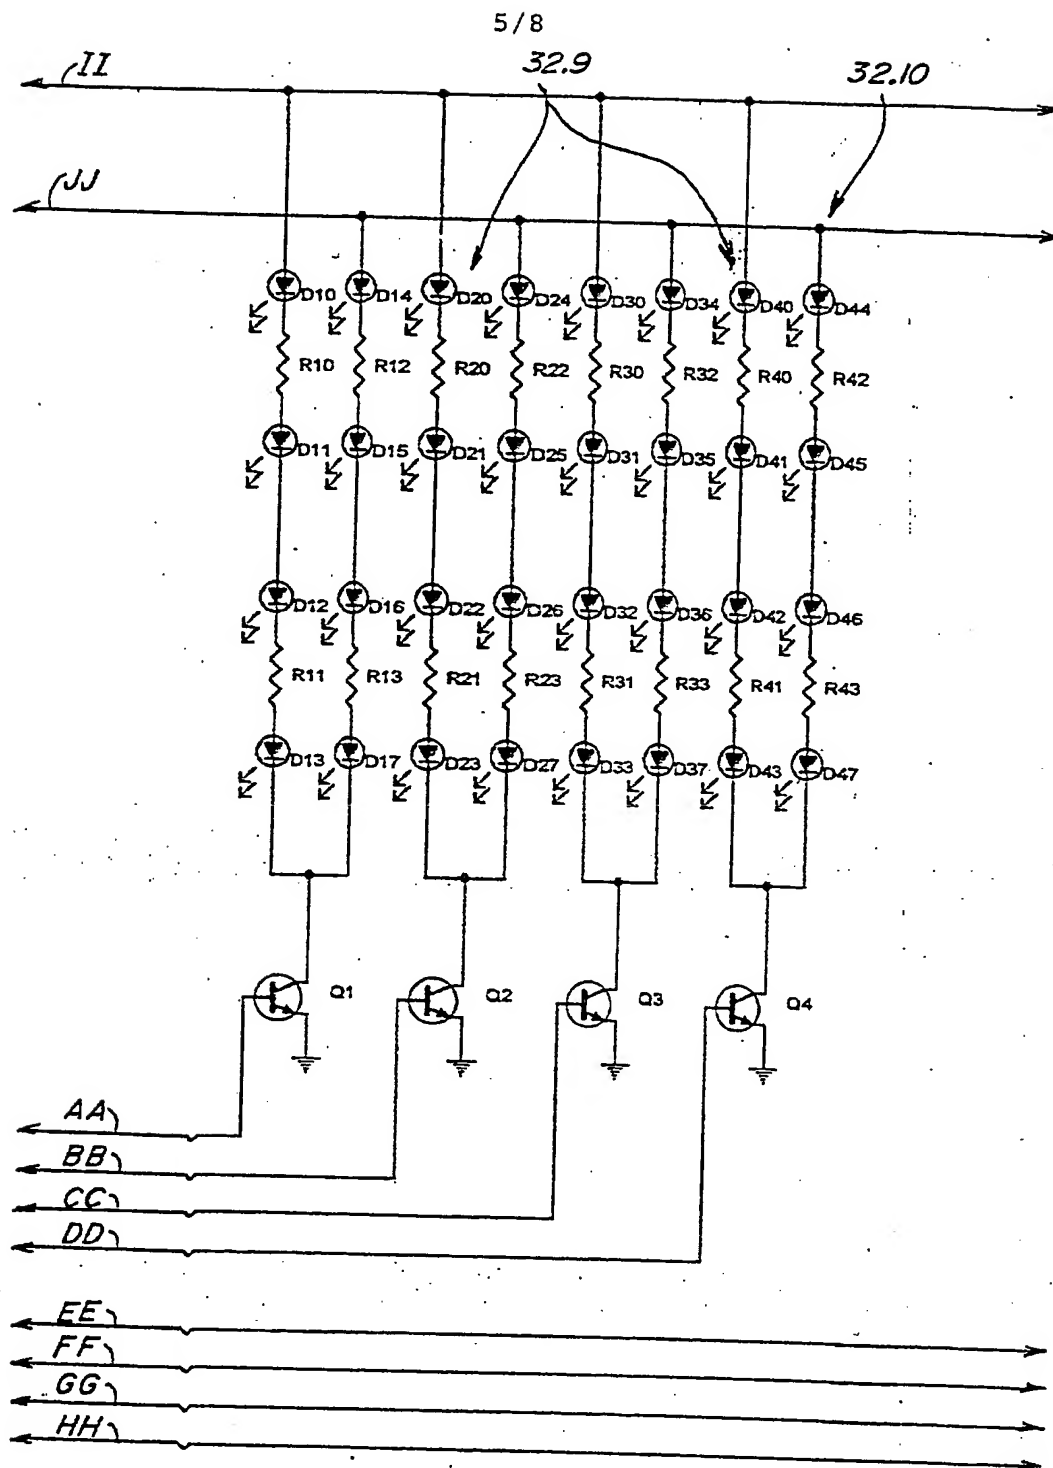 5/8
II 32.9 32.10
JJ
D10 D14 D20 D24 D30 D34 D40 D44
R10 R12 R20 R22 R30 R32 R40 R42
D11 D15 D21 D25 D31 D35 D41 D45
D12 D16 D22 D26 D32 D36 D42 D46
R11 R13 R21 R23 R31 R33 R41 R43
D13 D17 D23 D27 D33 D37 D43 D47
Q1 Q2 Q3 Q4
AA
BB
CC
DD
EE
FF
GG
HH